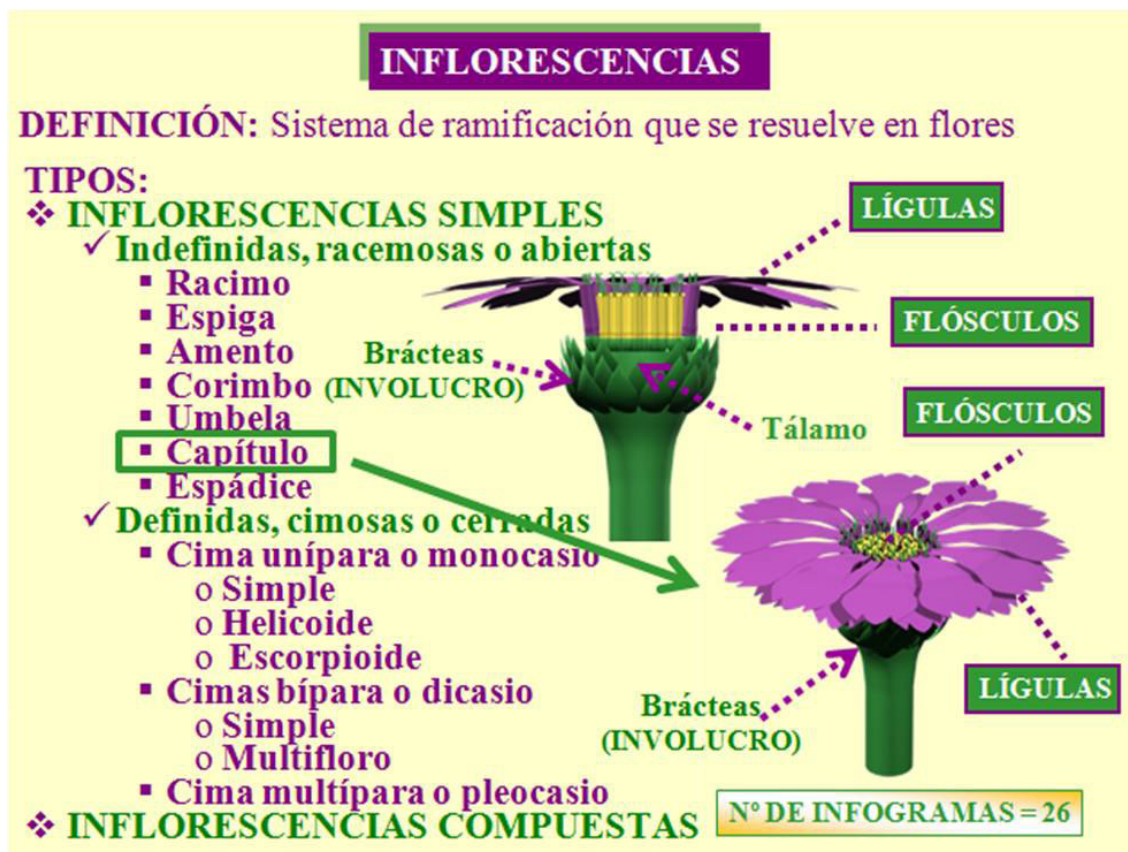 INFLORESCENCIAS
DEFINICIÓN: Sistema de ramificación que se resuelve en flores
TIPOS:
❖ INFLORESCENCIAS SIMPLES
✓ Indefinidas, racemosas o abiertas
▪ Racimo
▪ Espiga
▪ Amento
▪ Corimbo
▪ Umbela
▪ Capítulo
▪ Espádice
✓ Definidas, cimosas o cerradas
▪ Cima unípara o monocasio
o Simple
o Helicoide
o Escorpioide
▪ Cimas bípara o dicasio
o Simple
o Multifloro
▪ Cima multípara o pleocasio
❖ INFLORESCENCIAS COMPUESTAS
LÍGULAS
FLÓSCULOS
Brácteas
(INVOLUCRO)
Tálamo
FLÓSCULOS
LÍGULAS
Brácteas
(INVOLUCRO)
Nº DE INFOGRAMAS = 26